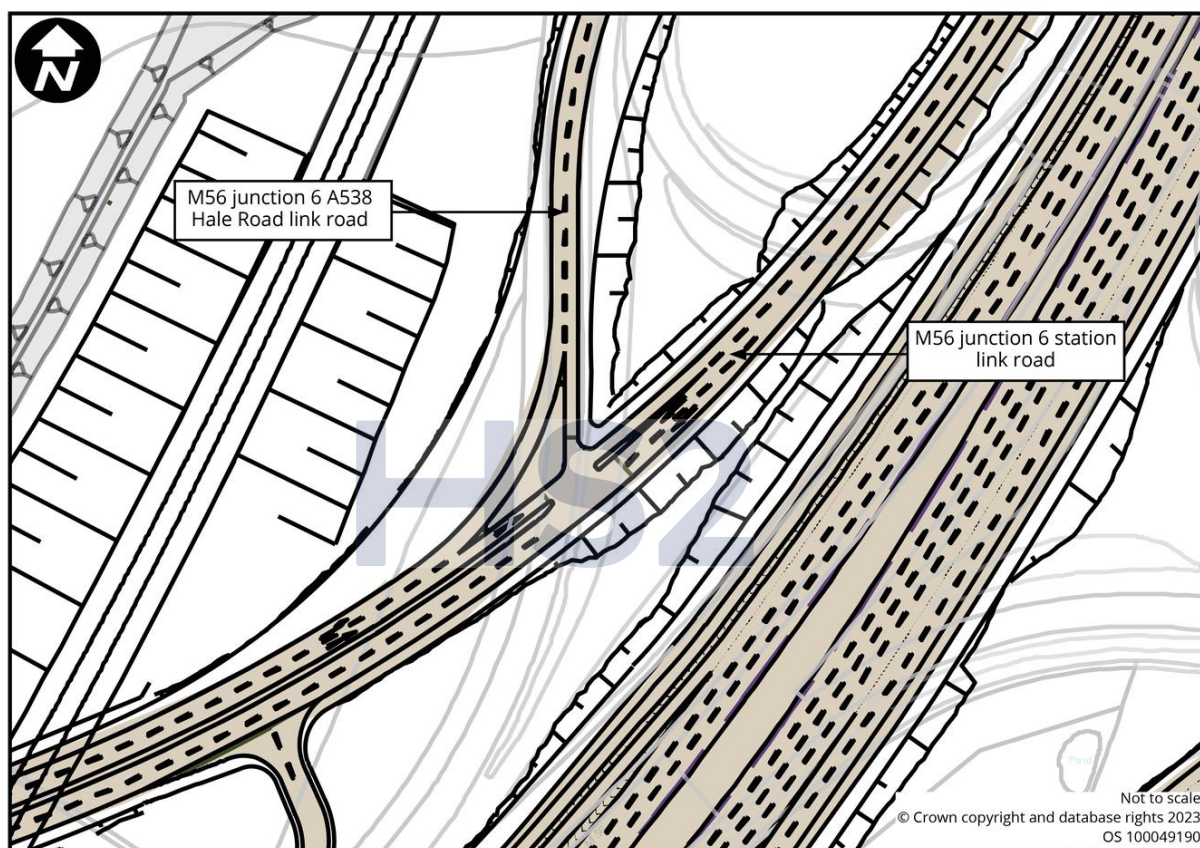 N
M56 junction 6 A538
Hale Road link road
M56 junction 6 station
link road
HS2
Pond
Not to scale
© Crown copyright and database rights 2023
OS 100049190